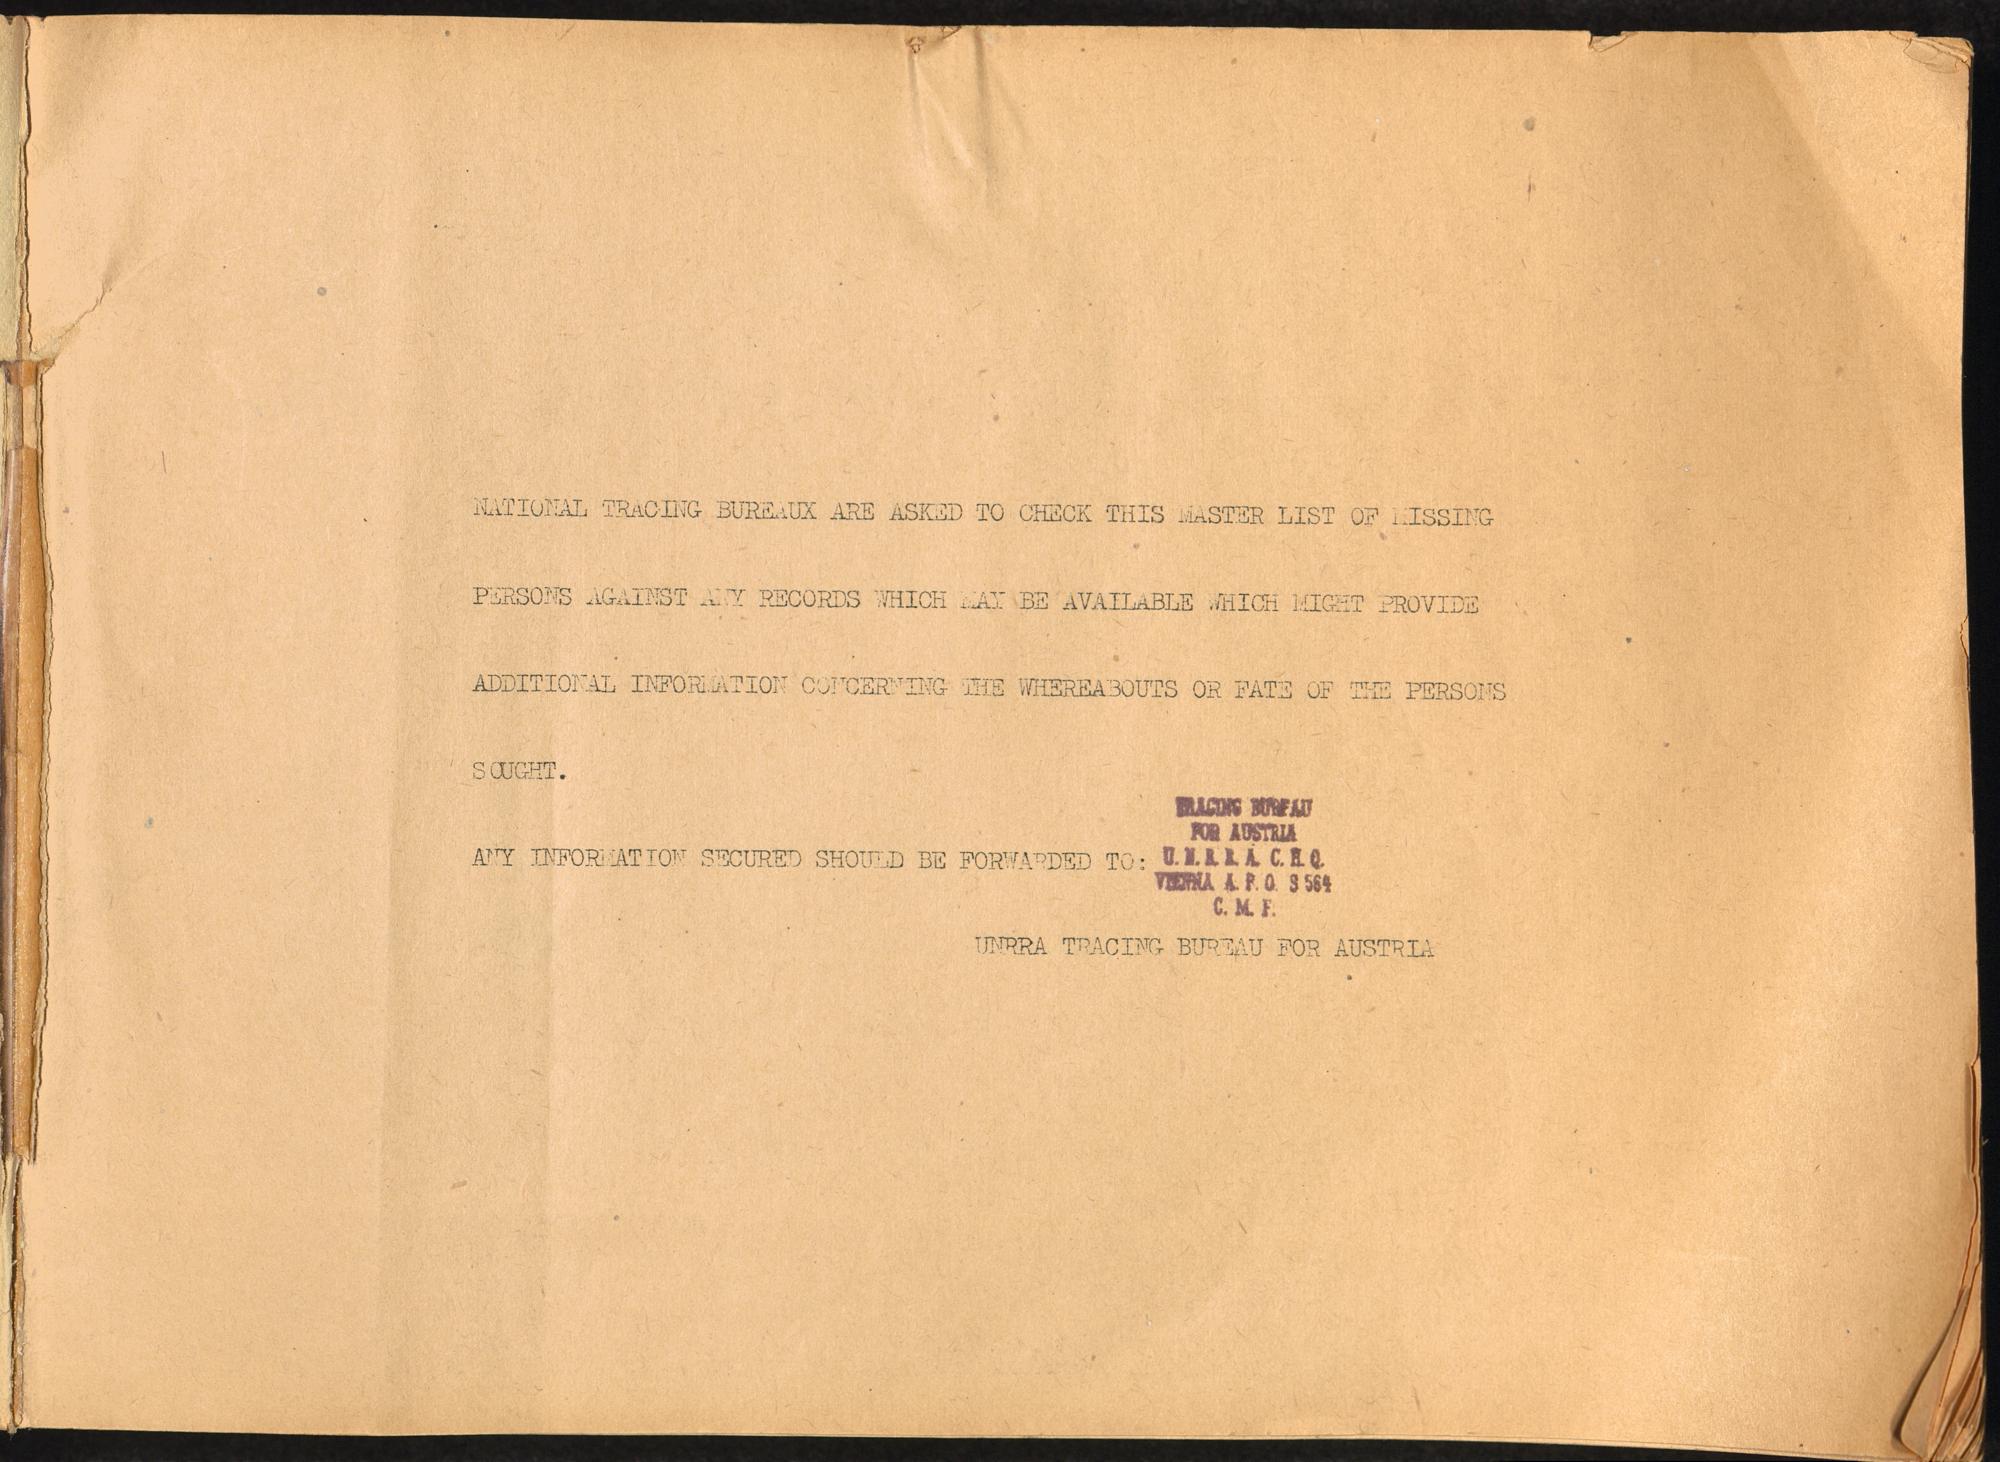 NATIONAL TRACING BUREAUX ARE ASKED TO CHECK THIS MASTER LIST OF MISSING
PERSONS AGAINST ANY RECORDS WHICH MAY BE AVAILABLE WHICH MIGHT PROVIDE
ADDITIONAL INFORMATION CONCERNING THE WHEREABOUTS OR FATE OF THE PERSONS
SOUGHT.
ANY INFORMATION SECURED SHOULD BE FORWARDED TO:
TRACING BUREAU
FOR AUSTRIA
U. N. R. R. A. C. H. Q.
VIENNA A. P. O. S 564
C. M. F.
UNRRA TRACING BUREAU FOR AUSTRIA